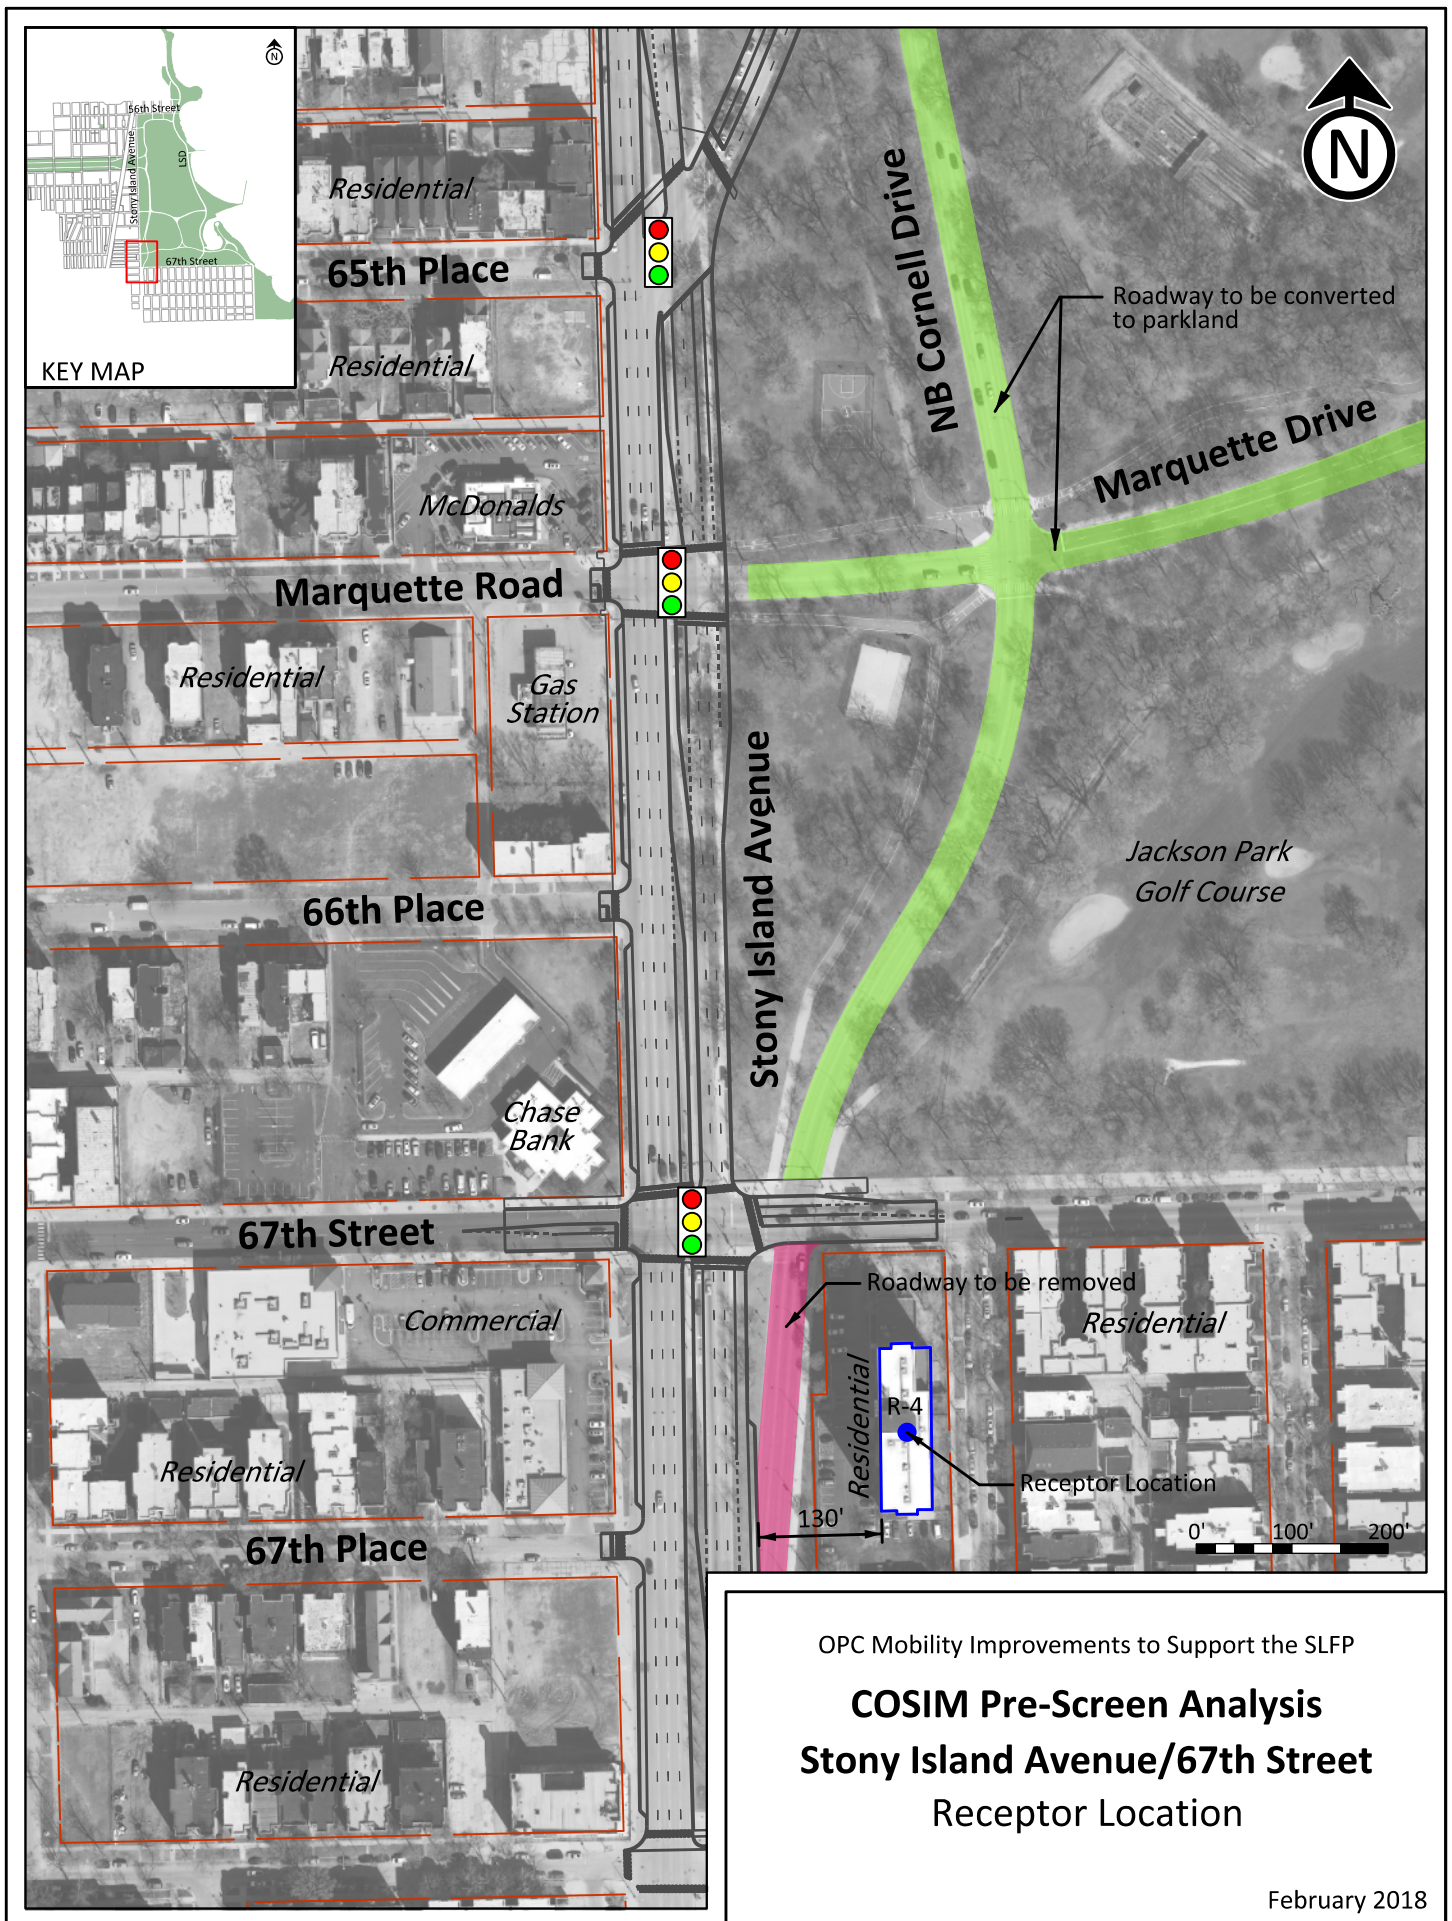 N
56th Street
Stony Island Avenue
LSD
67th Street
KEY MAP
N
Residential
65th Place
Residential
NB Cornell Drive
Roadway to be converted
to parkland
Marquette Drive
McDonalds
Marquette Road
Residential
Gas
Station
Stony Island Avenue
Jackson Park
Golf Course
66th Place
Chase
Bank
67th Street
Roadway to be removed
Commercial
Residential
Residential
R-4
Residential
Receptor Location
130'
0' 100' 200'
67th Place
Residential
OPC Mobility Improvements to Support the SLFP
COSIM Pre-Screen Analysis
Stony Island Avenue/67th Street
Receptor Location
February 2018